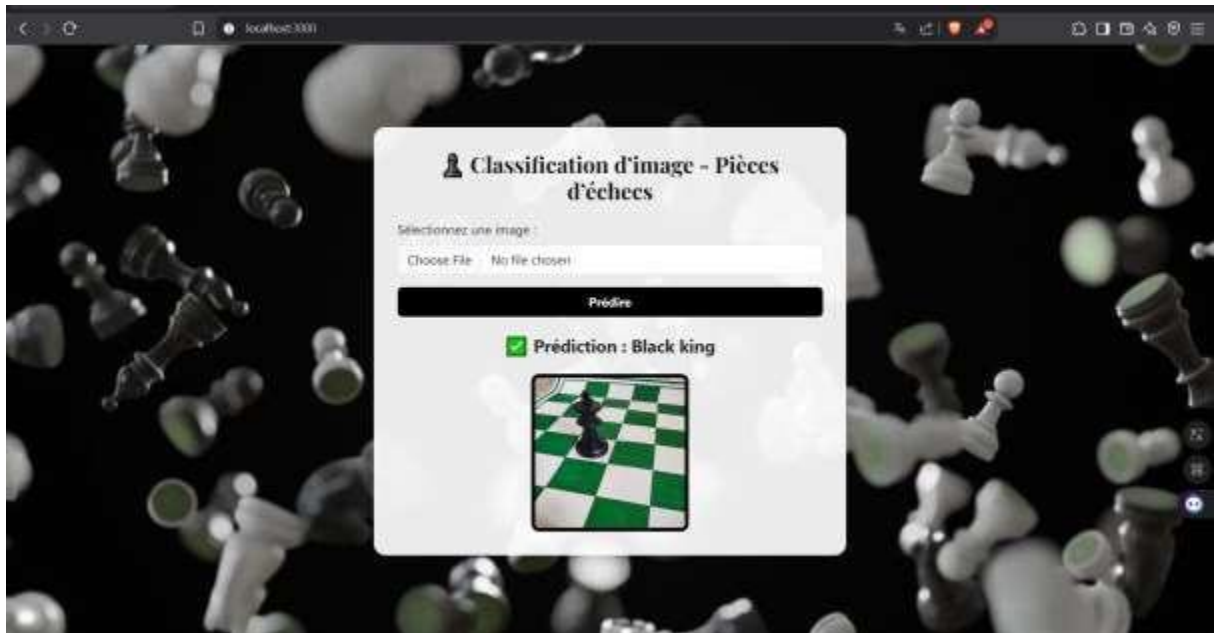 localhost:3000
Classification d'image - Pièces
d'échecs
Sélectionnez une image :
Choose File No file chosen
Prédire
Prédiction : Black king